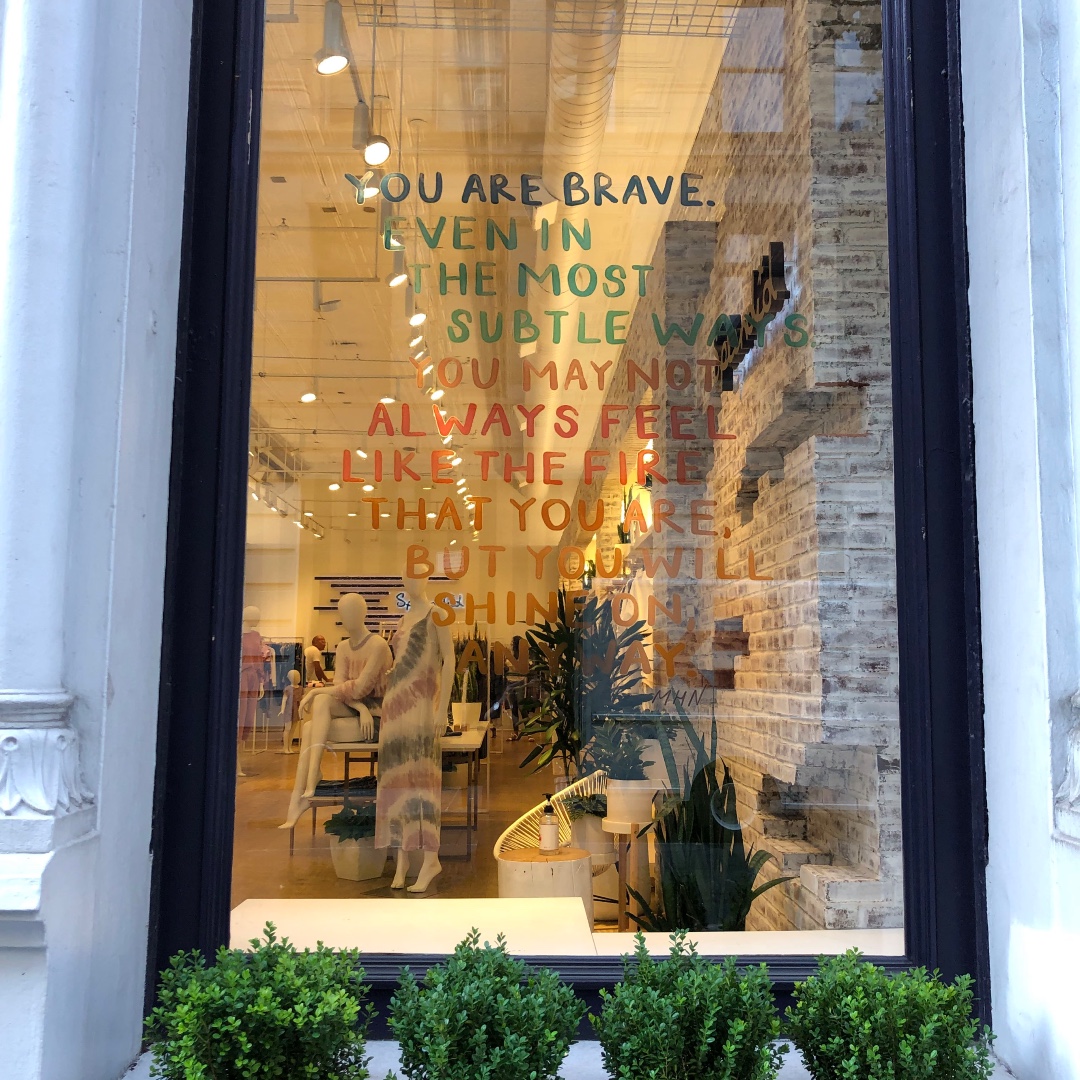 YOU ARE BRAVE.
EVEN IN
THE MOST
SUBTLE WAYS.
YOU MAY NOT
ALWAYS FEEL
LIKE THE FIRE
THAT YOU ARE,
BUT YOU WILL
SHINE ON,
ANYWAY.
-MHN-